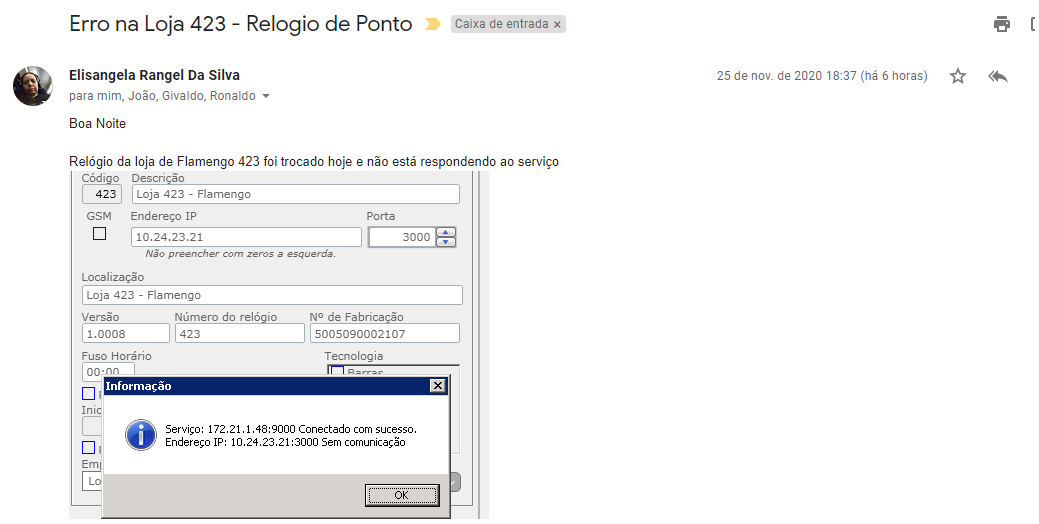 Erro na Loja 423 - Relogio de Ponto
Caixa de entrada ×
Elisangela Rangel Da Silva
25 de nov. de 2020 18:37 (há 6 horas)
para mim, João, Givaldo, Ronaldo
Boa Noite
Relógio da loja de Flamengo 423 foi trocado hoje e não está respondendo ao serviço
Código Descrição
423 Loja 423 - Flamengo
GSM Endereço IP Porta
10.24.23.21 3000
Não preencher com zeros a esquerda.
Localização
Loja 423 - Flamengo
Versão Número do relógio Nº de Fabricação
1.0008 423 5005090002107
Fuso Horário Tecnologia
00:00 Barras
Informação
Inic
Serviço: 172.21.1.48:9000 Conectado com sucesso.
Endereço IP: 10.24.23.21:3000 Sem comunicação
Emp
Lo
OK